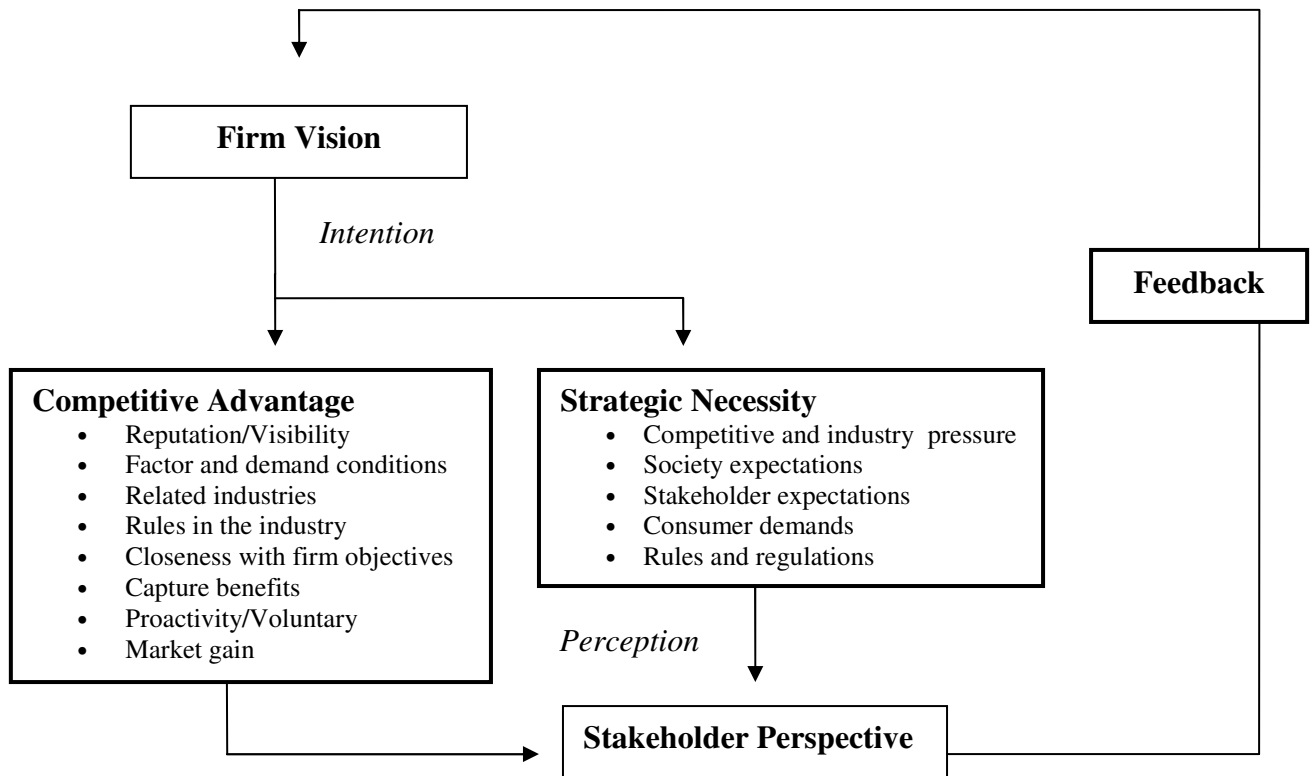 Firm Vision
Intention
Feedback
Competitive Advantage
• Reputation/Visibility
• Factor and demand conditions
• Related industries
• Rules in the industry
• Closeness with firm objectives
• Capture benefits
• Proactivity/Voluntary
• Market gain
Strategic Necessity
• Competitive and industry pressure
• Society expectations
• Stakeholder expectations
• Consumer demands
• Rules and regulations
Perception
Stakeholder Perspective